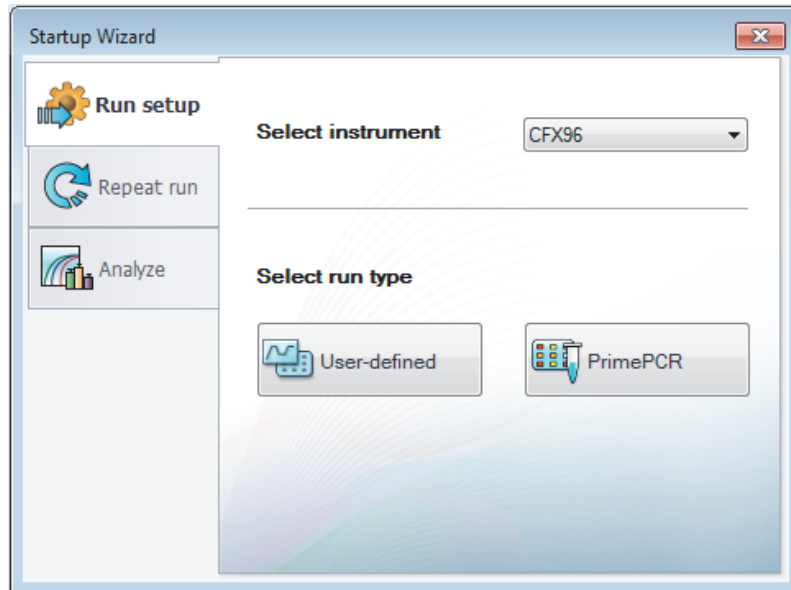 Startup Wizard
Run setup
Repeat run
Analyze
Select instrument
CFX96
Select run type
User-defined
PrimePCR